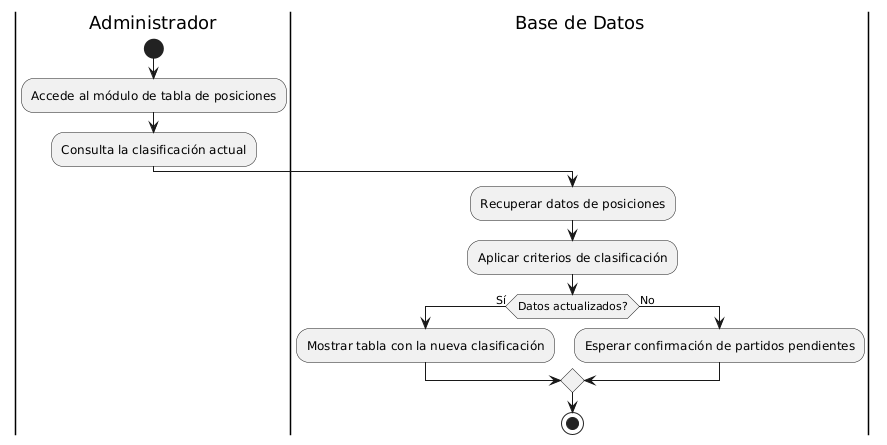 Administrador
Base de Datos
Accede al módulo de tabla de posiciones
Consulta la clasificación actual
Recuperar datos de posiciones
Aplicar criterios de clasificación
Sí
Datos actualizados?
No
Mostrar tabla con la nueva clasificación
Esperar confirmación de partidos pendientes